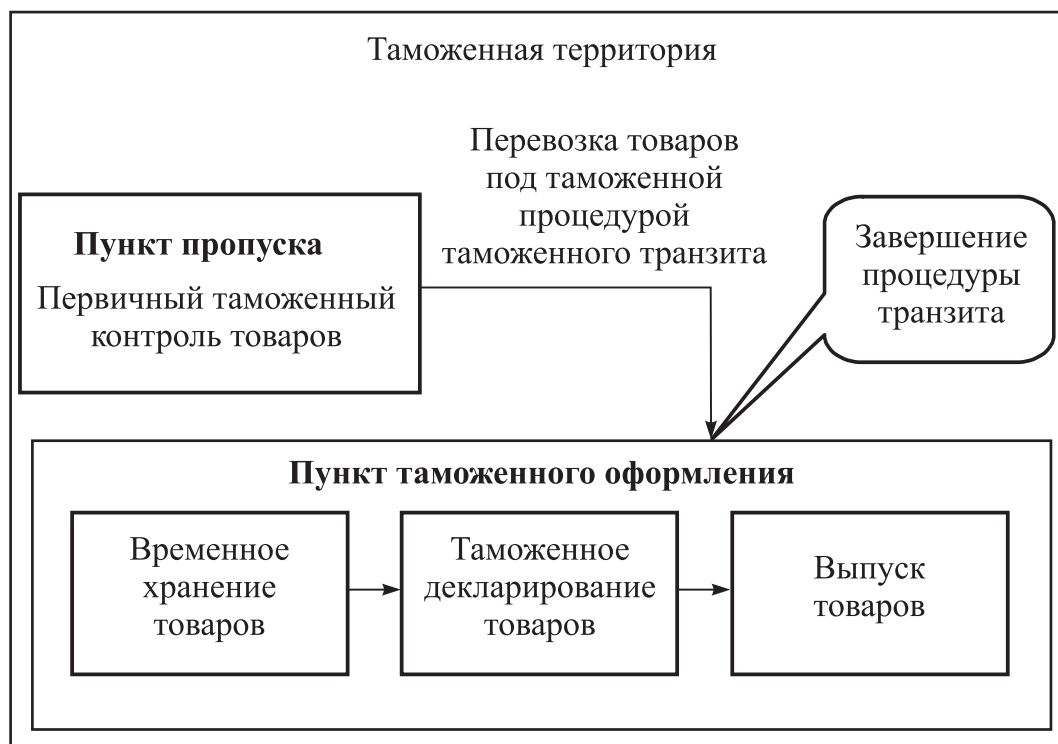 Таможенная территория
Перевозка товаров
под таможенной
процедурой
таможенного транзита
Пункт пропуска
Первичный таможенный
контроль товаров
Завершение
процедуры
транзита
Пункт таможенного оформления
Временное
хранение
товаров
Таможенное
декларирование
товаров
Выпуск
товаров